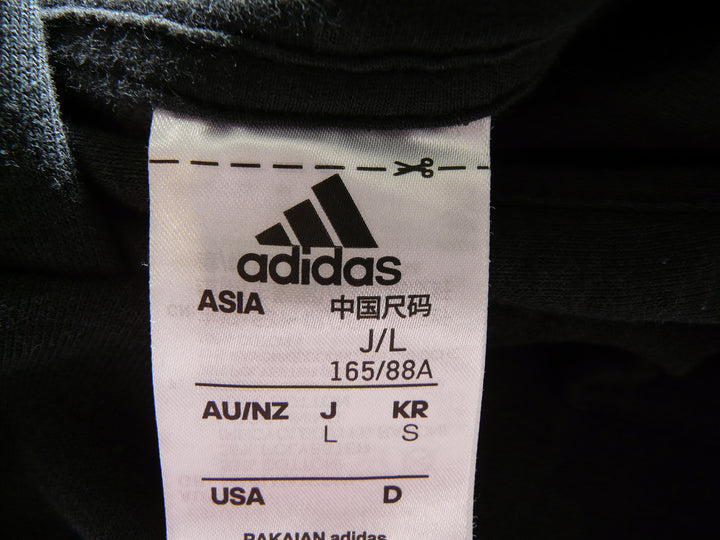 adidas
ASIA 中国尺码
J/L
165/88A
AU/NZ J KR
L S
USA D
PAKAIAN adidas